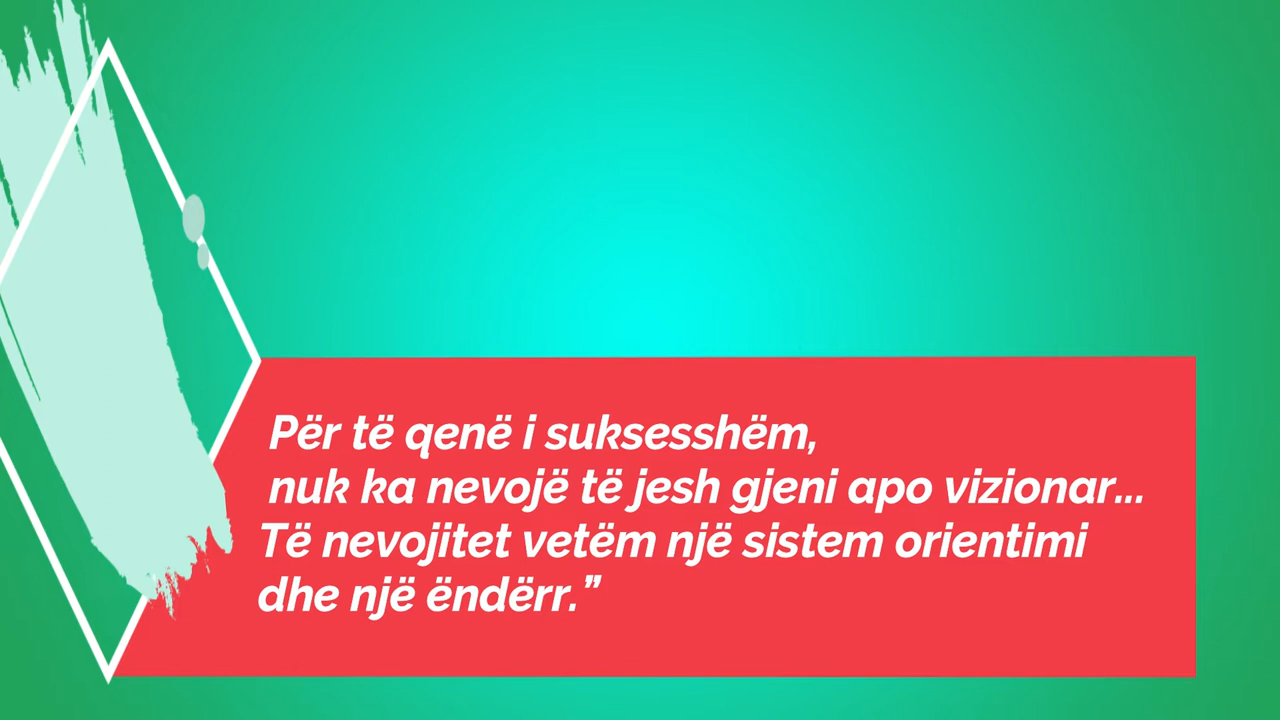 Për të qenë i suksesshëm,
nuk ka nevojë të jesh gjeni apo vizionar...
Të nevojitet vetëm një sistem orientimi
dhe një ëndërr.”